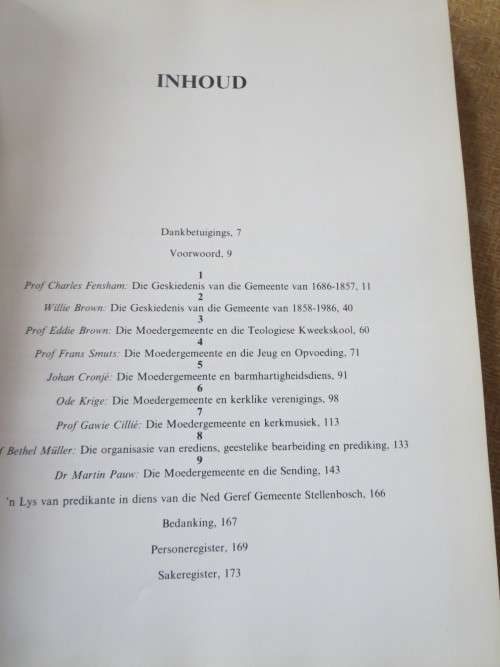 INHOUD
Dankbetuigings, 7
Voorwoord, 9
1
Prof Charles Fensham: Die Geskiedenis van die Gemeente van 1686-1857, 11
2
Willie Brown: Die Geskiedenis van die Gemeente van 1858-1986, 40
3
Prof Eddie Brown: Die Moedergemeente en die Teologiese Kweekskool, 60
4
Prof Frans Smuts: Die Moedergemeente en die Jeug en Opvoeding, 71
5
Johan Cronjé: Die Moedergemeente en barmhartigheidsdiens, 91
6
Ode Krige: Die Moedergemeente en kerklike verenigings, 98
7
Prof Gawie Cillié: Die Moedergemeente en kerkmusiek, 113
8
f Bethel Müller: Die organisasie van erediens, geestelike bearbeiding en prediking, 133
9
Dr Martin Pauw: Die Moedergemeente en die Sending, 143
'n Lys van predikante in diens van die Ned Geref Gemeente Stellenbosch, 166
Bedanking, 167
Personeregister, 169
Sakeregister, 173